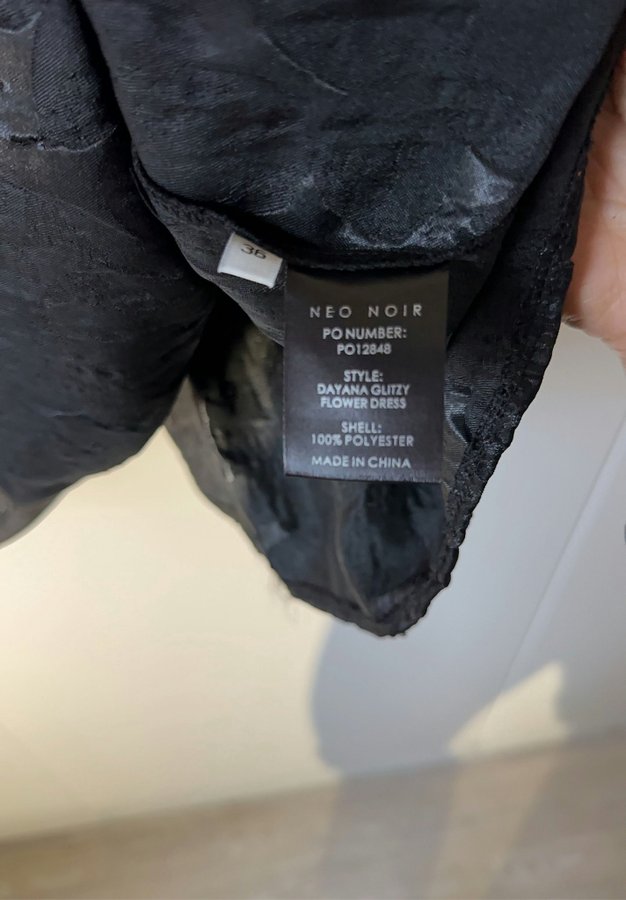 36
NEO NOIR
PO NUMBER:
PO12848
STYLE:
DAYANA GLITZY
FLOWER DRESS
SHELL:
100% POLYESTER
MADE IN CHINA